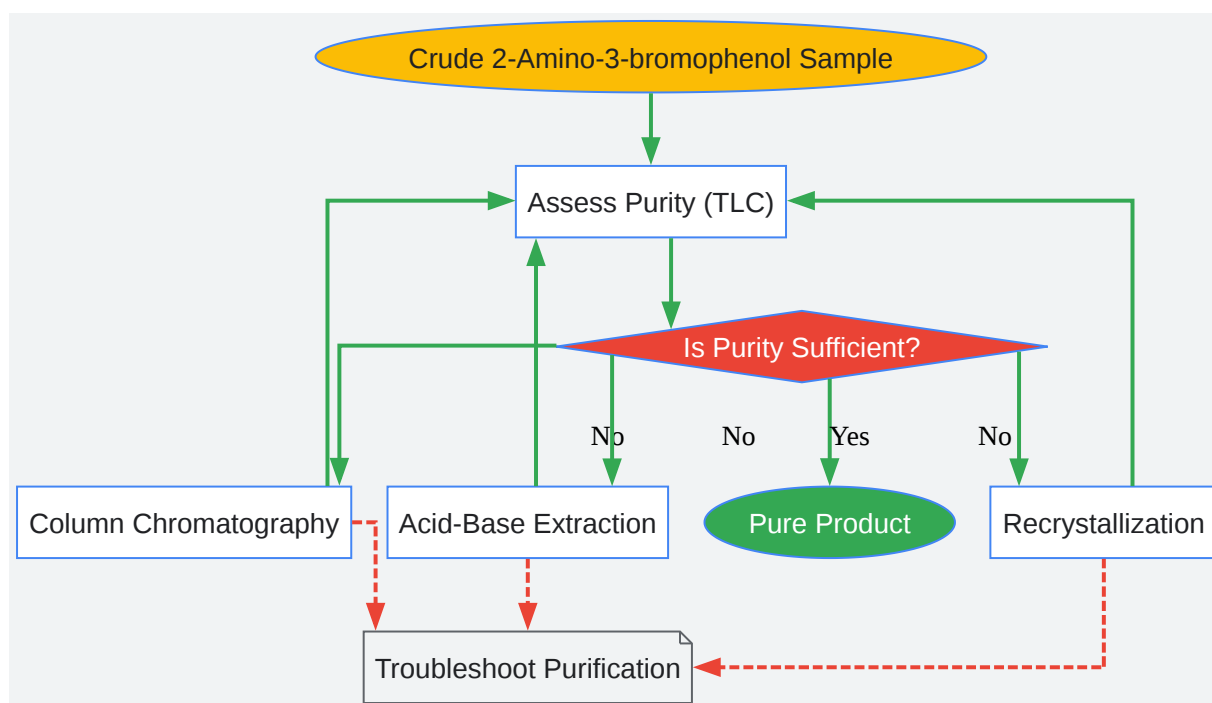 Crude 2-Amino-3-bromophenol Sample
Assess Purity (TLC)
Is Purity Sufficient?
No
No
Yes
No
Column Chromatography
Acid-Base Extraction
Pure Product
Recrystallization
Troubleshoot Purification